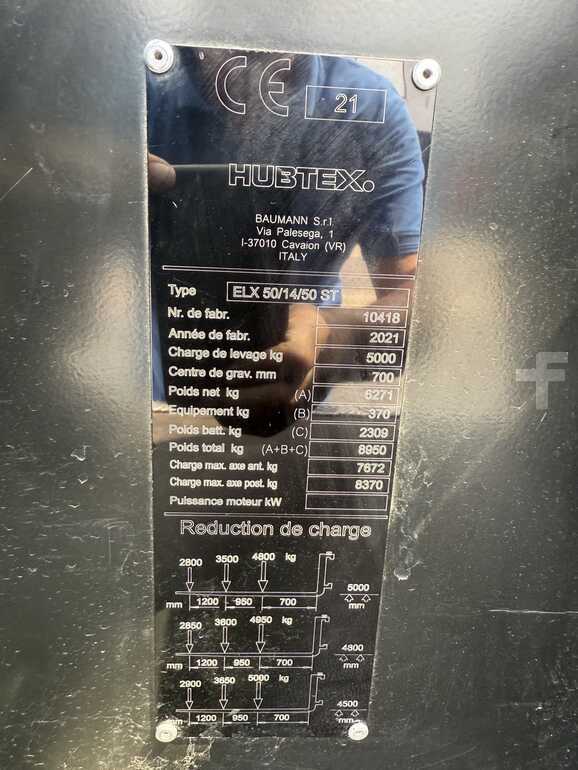 CE 21
HUBTEX.
BAUMANN S.r.l.
Via Palesega, 1
I-37010 Cavaion (VR)
ITALY
Type ELX 50/14/50 ST
Nr. de fabr. 10418
Année de fabr. 2021
Charge de levage kg 5000
Centre de grav. mm 700
Poids net kg (A) 6271
Equipement kg (B) 370
Poids batt. kg (C) 2309
Poids total kg (A+B+C) 8950
Charge max. axe ant. kg 7672
Charge max. axe post. kg 8370
Puissance moteur kW
Reduction de charge
2800 3500 4800 kg
5000
mm 1200 950 700 mm
2850 3600 4950 kg
4800
mm 1200 950 700 mm
2900 3650 5000 kg
4500
mm 1200 950 700 mm